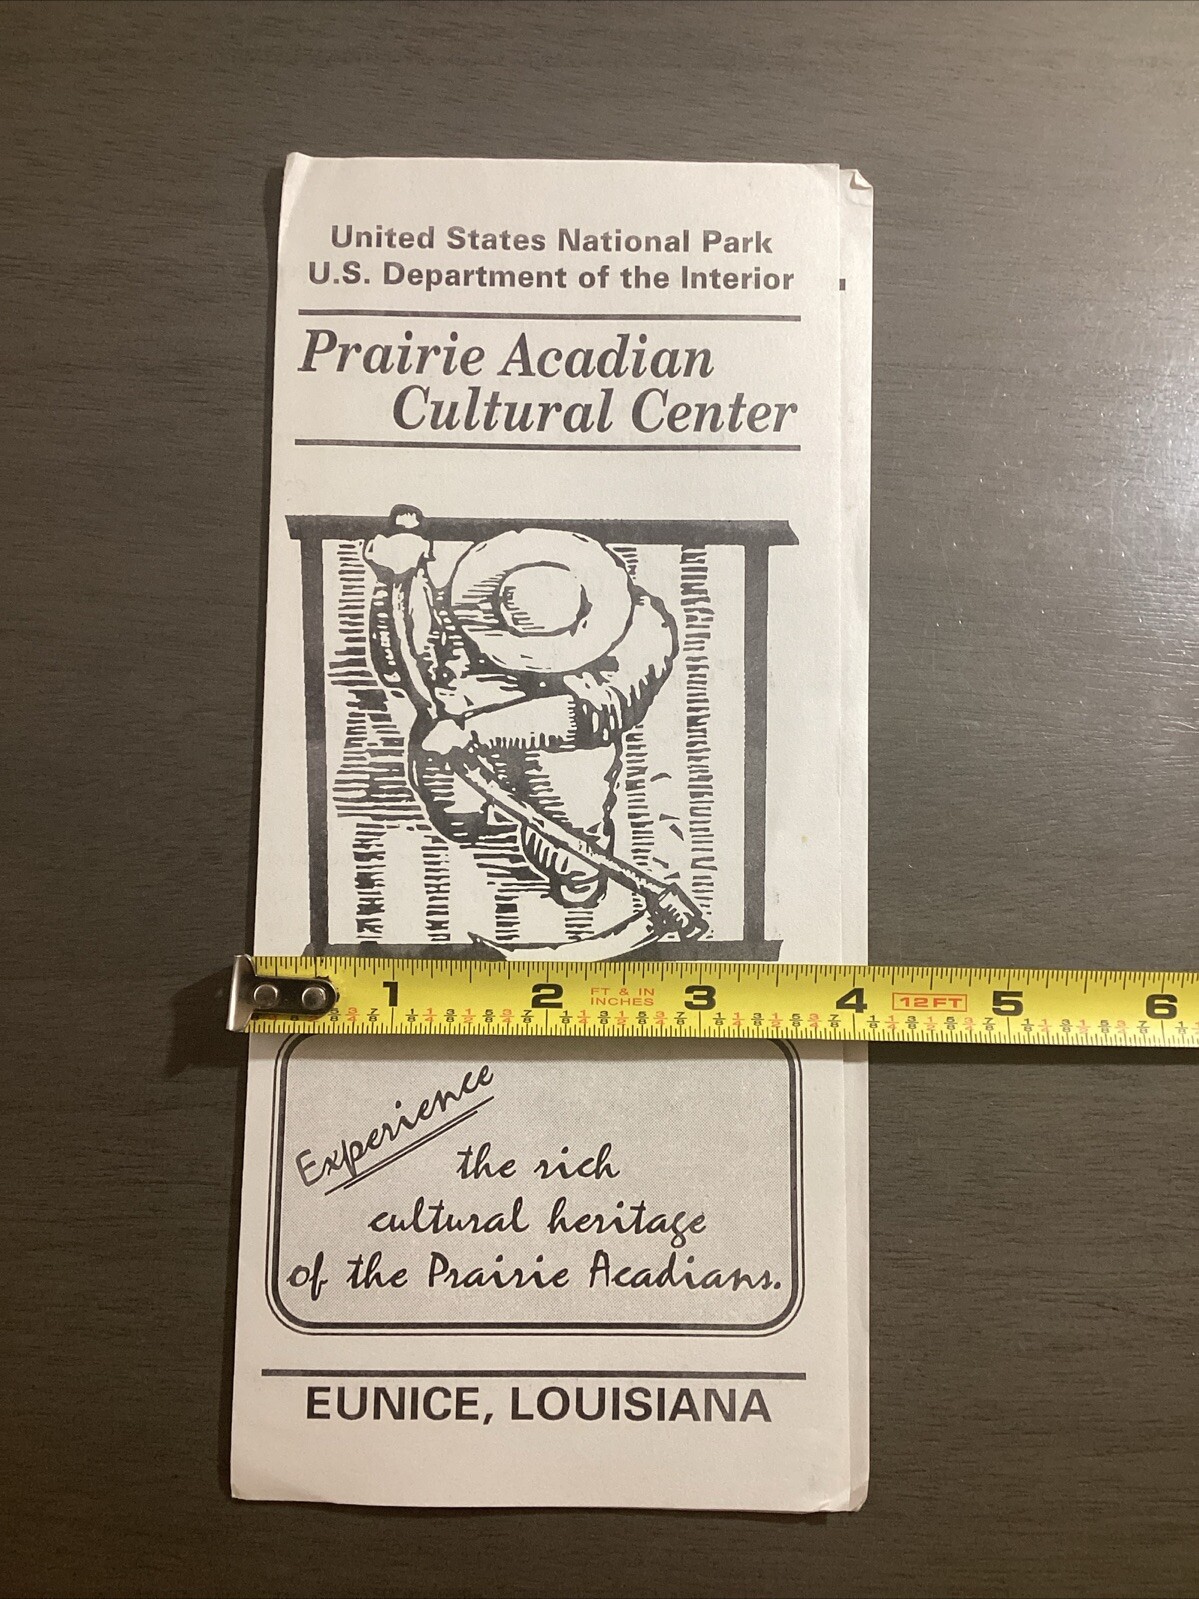 United States National Park
U.S. Department of the Interior
Prairie Acadian
Cultural Center
1 2 FT & IN INCHES 3 4 12FT 5 6
Experience
the rich
cultural heritage
of the Prairie Acadians.
EUNICE, LOUISIANA